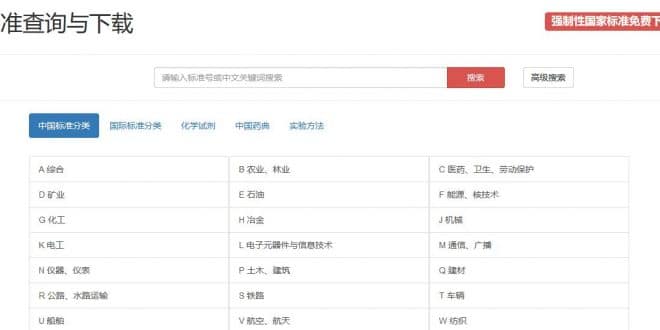 准查询与下载
强制性国家标准免费下
请输入标准号或中文关键词搜索
搜索
高级搜索
中国标准分类 国际标准分类 化学试剂 中国药典 实验方法
A 综合 B 农业、林业 C 医药、卫生、劳动保护
D 矿业 E 石油 F 能源、核技术
G 化工 H 冶金 J 机械
K 电工 L 电子元器件与信息技术 M 通信、广播
N 仪器、仪表 P 土木、建筑 Q 建材
R 公路、水路运输 S 铁路 T 车辆
U 船舶 V 航空、航天 W 纺织